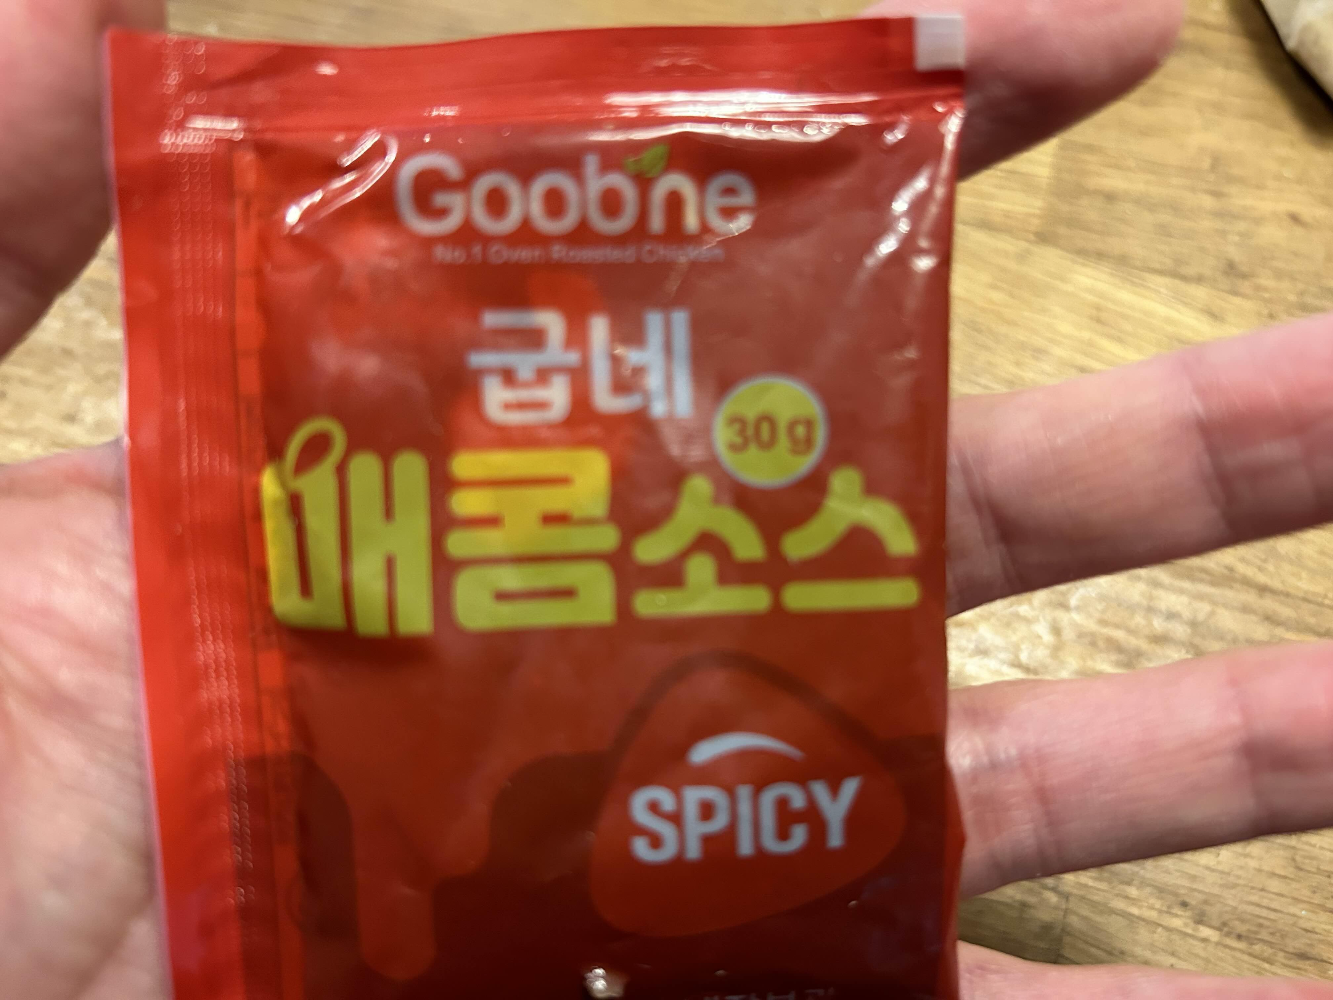 Goobne
No.1 Oven Roasted Chicken
굽네
30g
매콤소스
SPICY